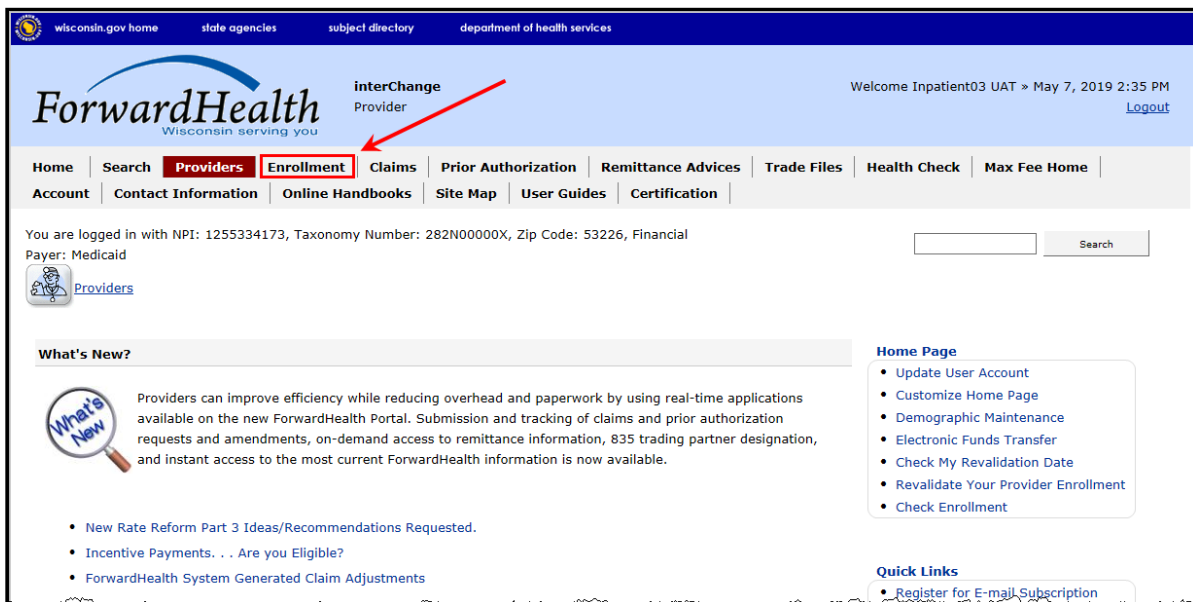 wisconsin.gov home state agencies subject directory department of health services
ForwardHealth
Wisconsin serving you
interChange
Provider
Welcome Inpatient03 UAT » May 7, 2019 2:35 PM
Logout
Home Search Providers Enrollment Claims Prior Authorization Remittance Advices Trade Files Health Check Max Fee Home
Account Contact Information Online Handbooks Site Map User Guides Certification
You are logged in with NPI: 1255334173, Taxonomy Number: 282N00000X, Zip Code: 53226, Financial
Payer: Medicaid
Search
Providers
What's New?
What's
New
Providers can improve efficiency while reducing overhead and paperwork by using real-time applications
available on the new ForwardHealth Portal. Submission and tracking of claims and prior authorization
requests and amendments, on-demand access to remittance information, 835 trading partner designation,
and instant access to the most current ForwardHealth information is now available.
• New Rate Reform Part 3 Ideas/Recommendations Requested.
• Incentive Payments. . . Are you Eligible?
• ForwardHealth System Generated Claim Adjustments
Home Page
• Update User Account
• Customize Home Page
• Demographic Maintenance
• Electronic Funds Transfer
• Check My Revalidation Date
• Revalidate Your Provider Enrollment
• Check Enrollment
Quick Links
• Register for E-mail Subscription